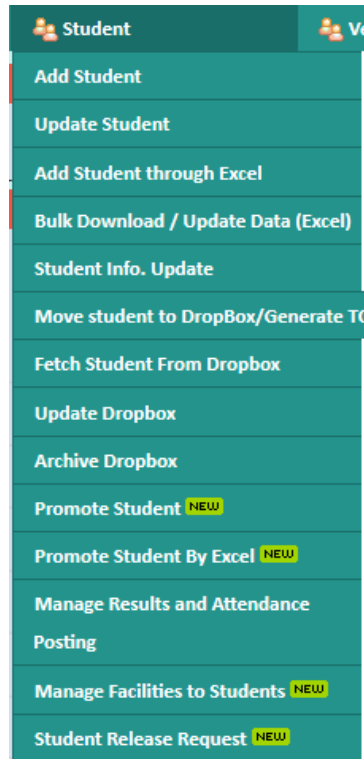 Student
Ve
Add Student
Update Student
Add Student through Excel
Bulk Download / Update Data (Excel)
Student Info. Update
Move student to DropBox/Generate TC
Fetch Student From Dropbox
Update Dropbox
Archive Dropbox
Promote Student NEW
Promote Student By Excel NEW
Manage Results and Attendance
Posting
Manage Facilities to Students NEW
Student Release Request NEW